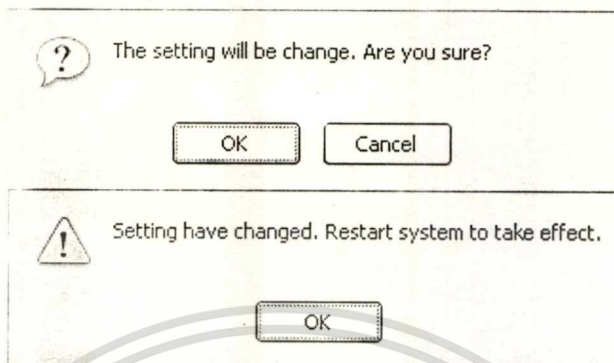 The setting will be change. Are you sure?
OK Cancel
Setting have changed. Restart system to take effect.
OK